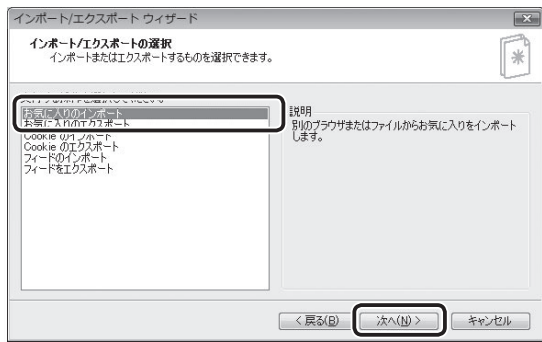 インポート/エクスポート ウィザード
インポート/エクスポートの選択
インポートまたはエクスポートするものを選択できます。
お気に入りのインポート
お気に入りのエクスポート
Cookie のインポート
Cookie のエクスポート
フィードのインポート
フィードをエクスポート
説明
別のブラウザまたはファイルからお気に入りをインポート
します。
< 戻る(B)
次へ(N) >
キャンセル